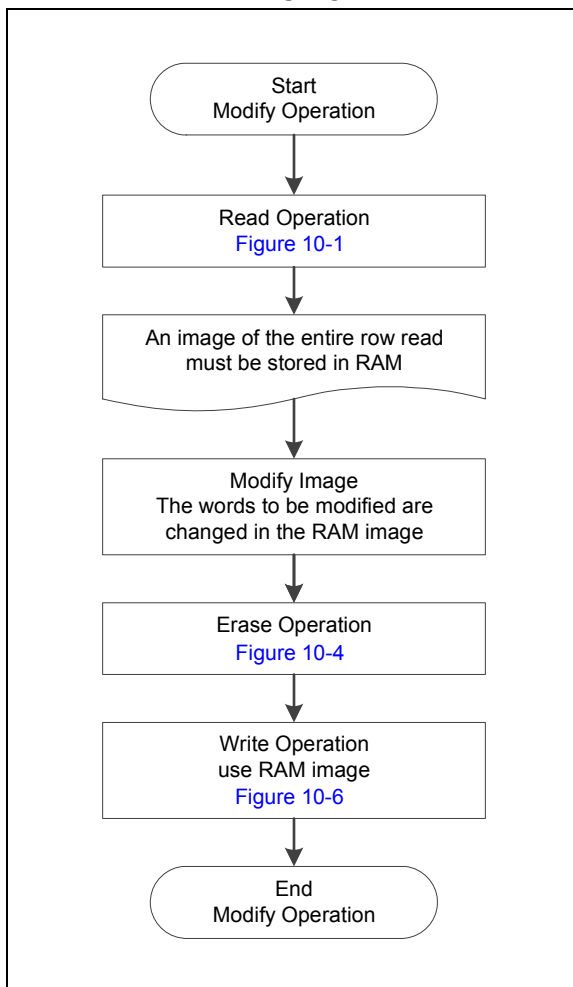 Start
Modify Operation
Read Operation
Figure 10-1
An image of the entire row read
must be stored in RAM
Modify Image
The words to be modified are
changed in the RAM image
Erase Operation
Figure 10-4
Write Operation
use RAM image
Figure 10-6
End
Modify Operation